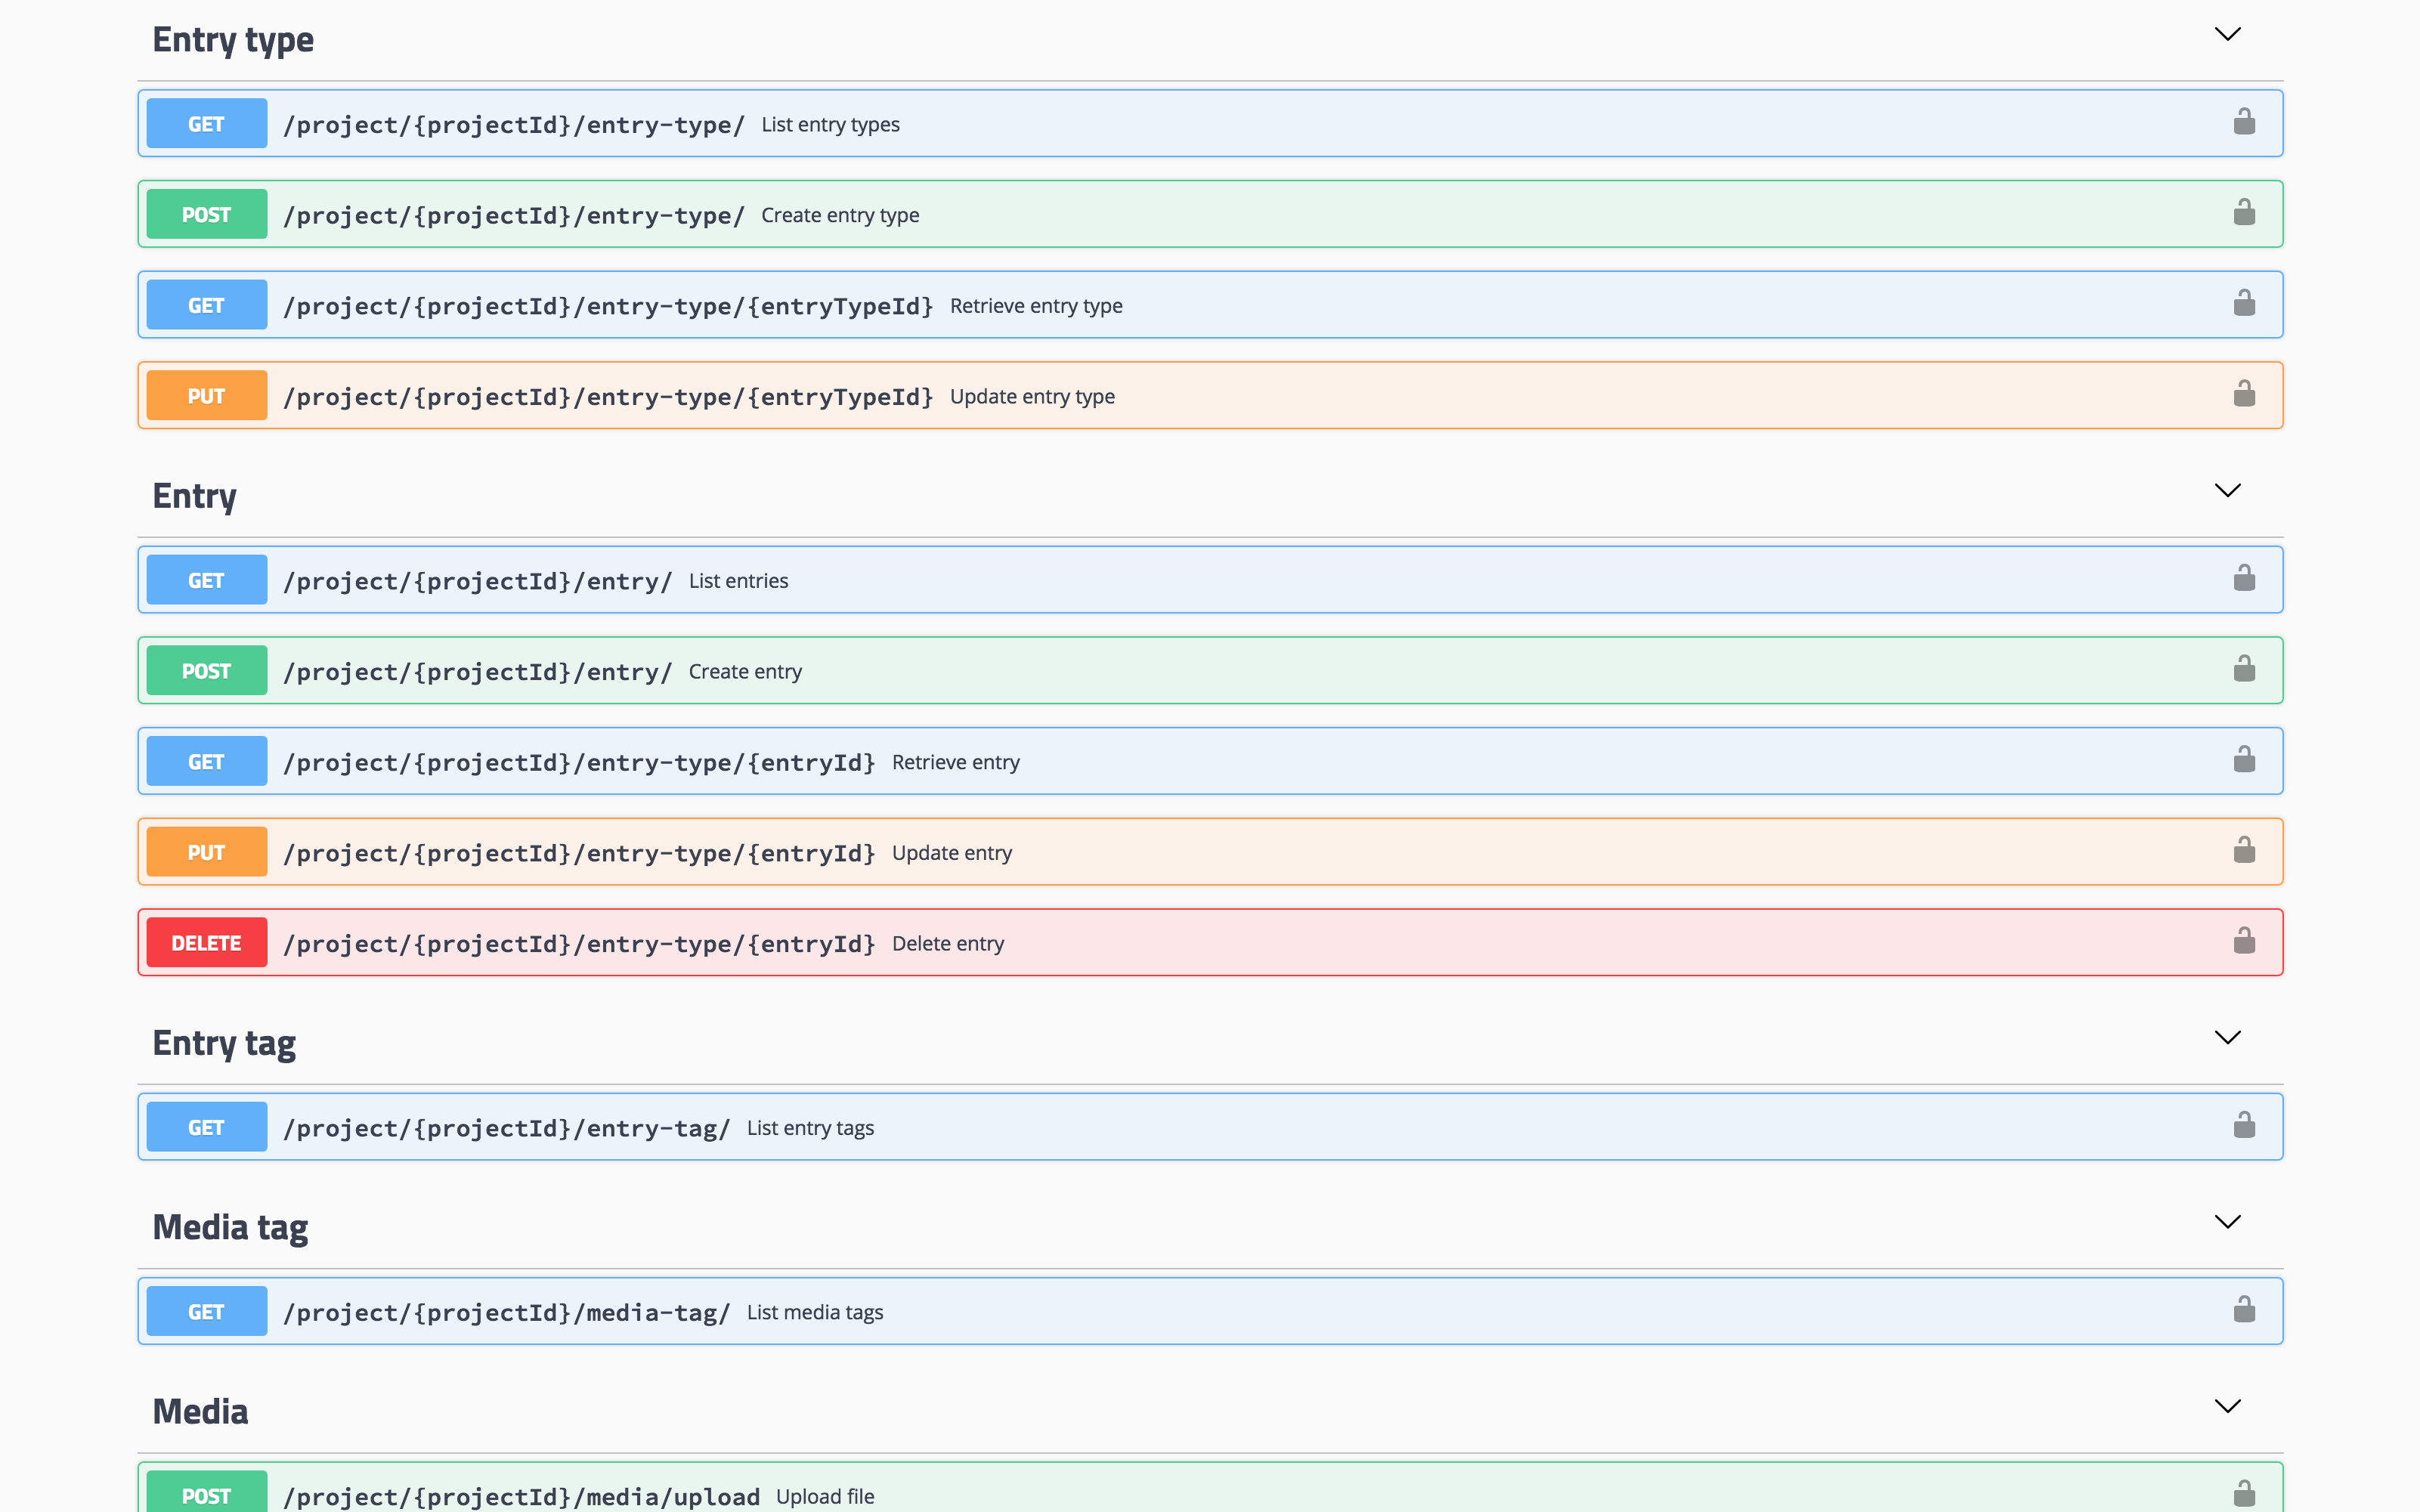 Entry type
GET /project/{projectId}/entry-type/ List entry types
POST /project/{projectId}/entry-type/ Create entry type
GET /project/{projectId}/entry-type/{entryTypeId} Retrieve entry type
PUT /project/{projectId}/entry-type/{entryTypeId} Update entry type
Entry
GET /project/{projectId}/entry/ List entries
POST /project/{projectId}/entry/ Create entry
GET /project/{projectId}/entry-type/{entryId} Retrieve entry
PUT /project/{projectId}/entry-type/{entryId} Update entry
DELETE /project/{projectId}/entry-type/{entryId} Delete entry
Entry tag
GET /project/{projectId}/entry-tag/ List entry tags
Media tag
GET /project/{projectId}/media-tag/ List media tags
Media
POST /project/{projectId}/media/upload Upload file